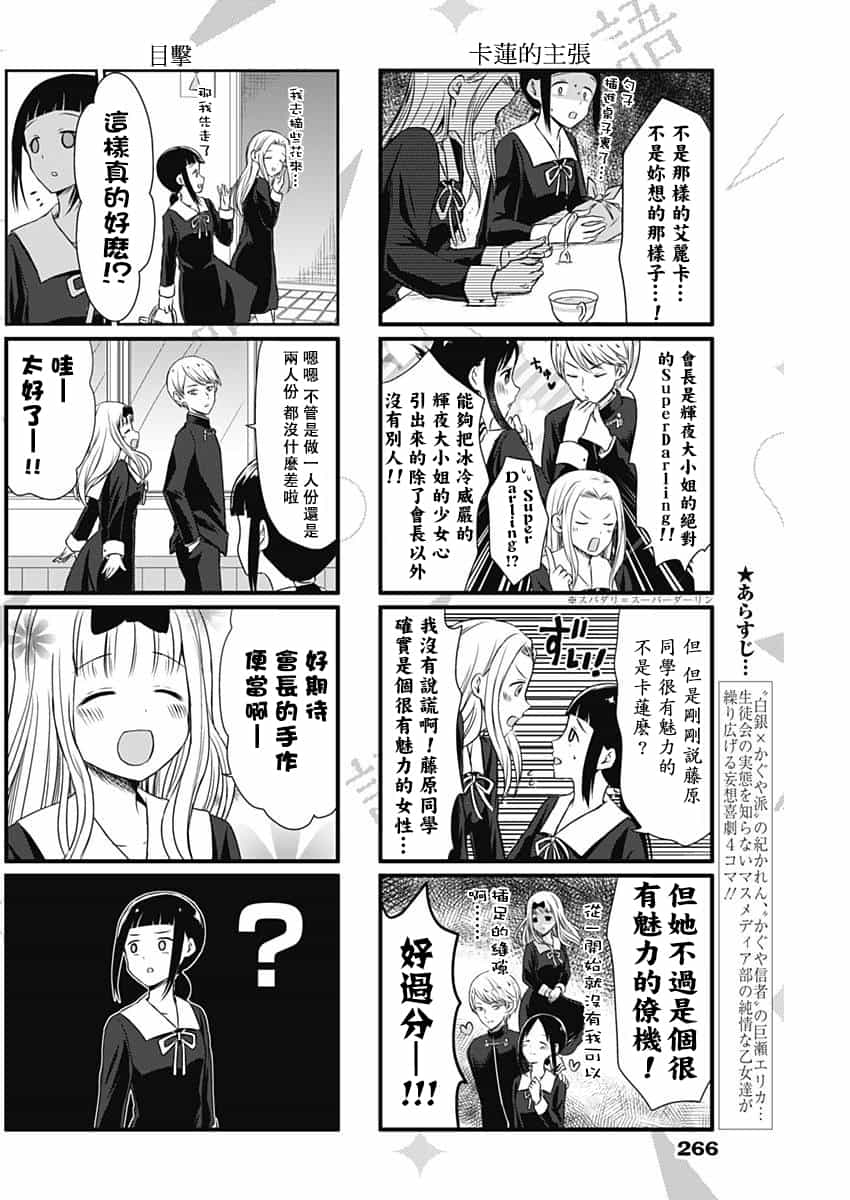 卡蓮的主張
勺子
插進桌子裏了…
不是那樣的艾麗卡…
不是妳想的那樣子…！
會長是輝夜大小姐的絕對
的SuperDarling!!
能夠把冰冷威嚴的
輝夜大小姐的少女心
引出來的除了會長以外
沒有別人!!
Super
Darling!?
※スパダリ＝スーパーダーリン
但 但是剛剛說藤原
同學很有魅力的
不是卡蓮麽？
ずいっ!!
我沒有說謊啊！藤原同學
確實是個很有魅力的女性…
但她不過是個很
有魅力的僚機！
從一開始就沒有我可以
插足的縫隙
啊……
好過分ー!!
目擊
我去摘些花來…
那我先走了
這樣真的好麽!?
嗯嗯 不管是做一人份還是
兩人份 都沒什麽差啦
哇ー
太好了ー!!
好期待
會長的手作
便當啊ー
？
★あらすじ…
〝白銀×かぐや派〟の紀かれん、〝かぐや信者〟の巨瀬エリカ…
生徒会の実態を知らないマスメディア部の純情な乙女達が
繰り広げる妄想喜劇4コマ!!
266
語